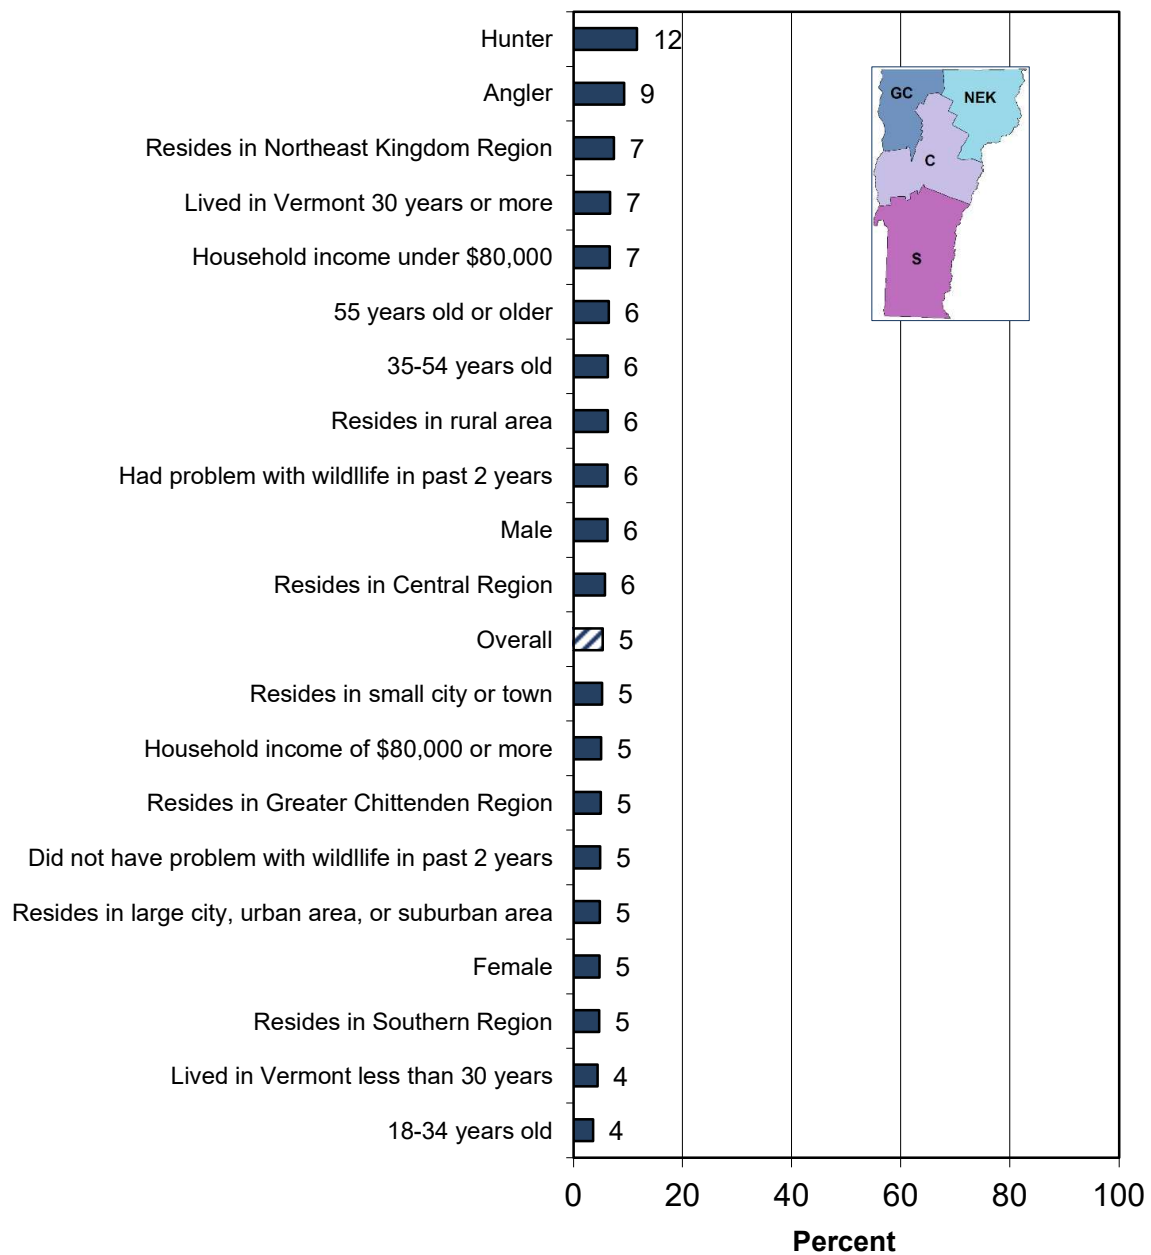 Hunter 12
Angler 9
Resides in Northeast Kingdom Region 7
Lived in Vermont 30 years or more 7
Household income under $80,000 7
55 years old or older 6
35-54 years old 6
Resides in rural area 6
Had problem with wildllife in past 2 years 6
Male 6
Resides in Central Region 6
Overall 5
Resides in small city or town 5
Household income of $80,000 or more 5
Resides in Greater Chittenden Region 5
Did not have problem with wildllife in past 2 years 5
Resides in large city, urban area, or suburban area 5
Female 5
Resides in Southern Region 5
Lived in Vermont less than 30 years 4
18-34 years old 4
0 20 40 60 80 100
Percent
GC NEK
C
S